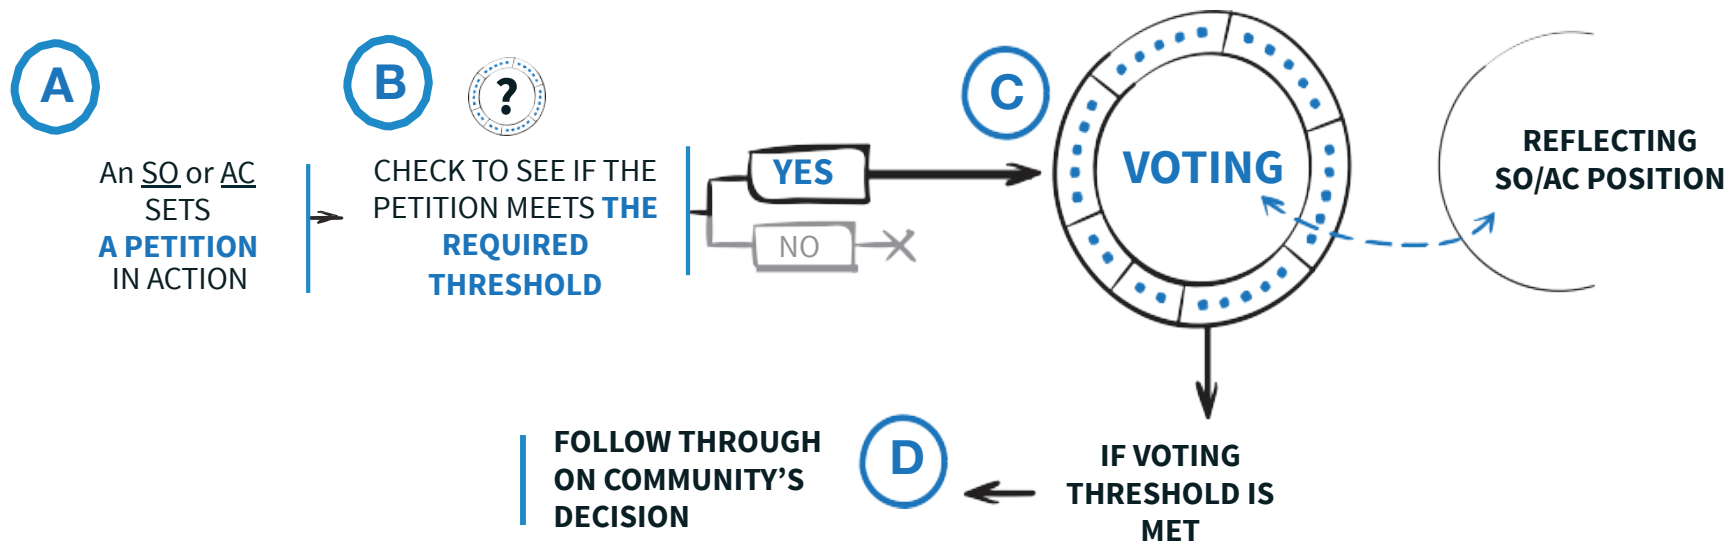 A
An SO or AC
SETS
A PETITION
IN ACTION
B
?
CHECK TO SEE IF THE
PETITION MEETS THE
REQUIRED
THRESHOLD
YES
NO
C
VOTING
REFLECTING
SO/AC POSITION
IF VOTING
THRESHOLD IS
MET
D
FOLLOW THROUGH
ON COMMUNITY’S
DECISION